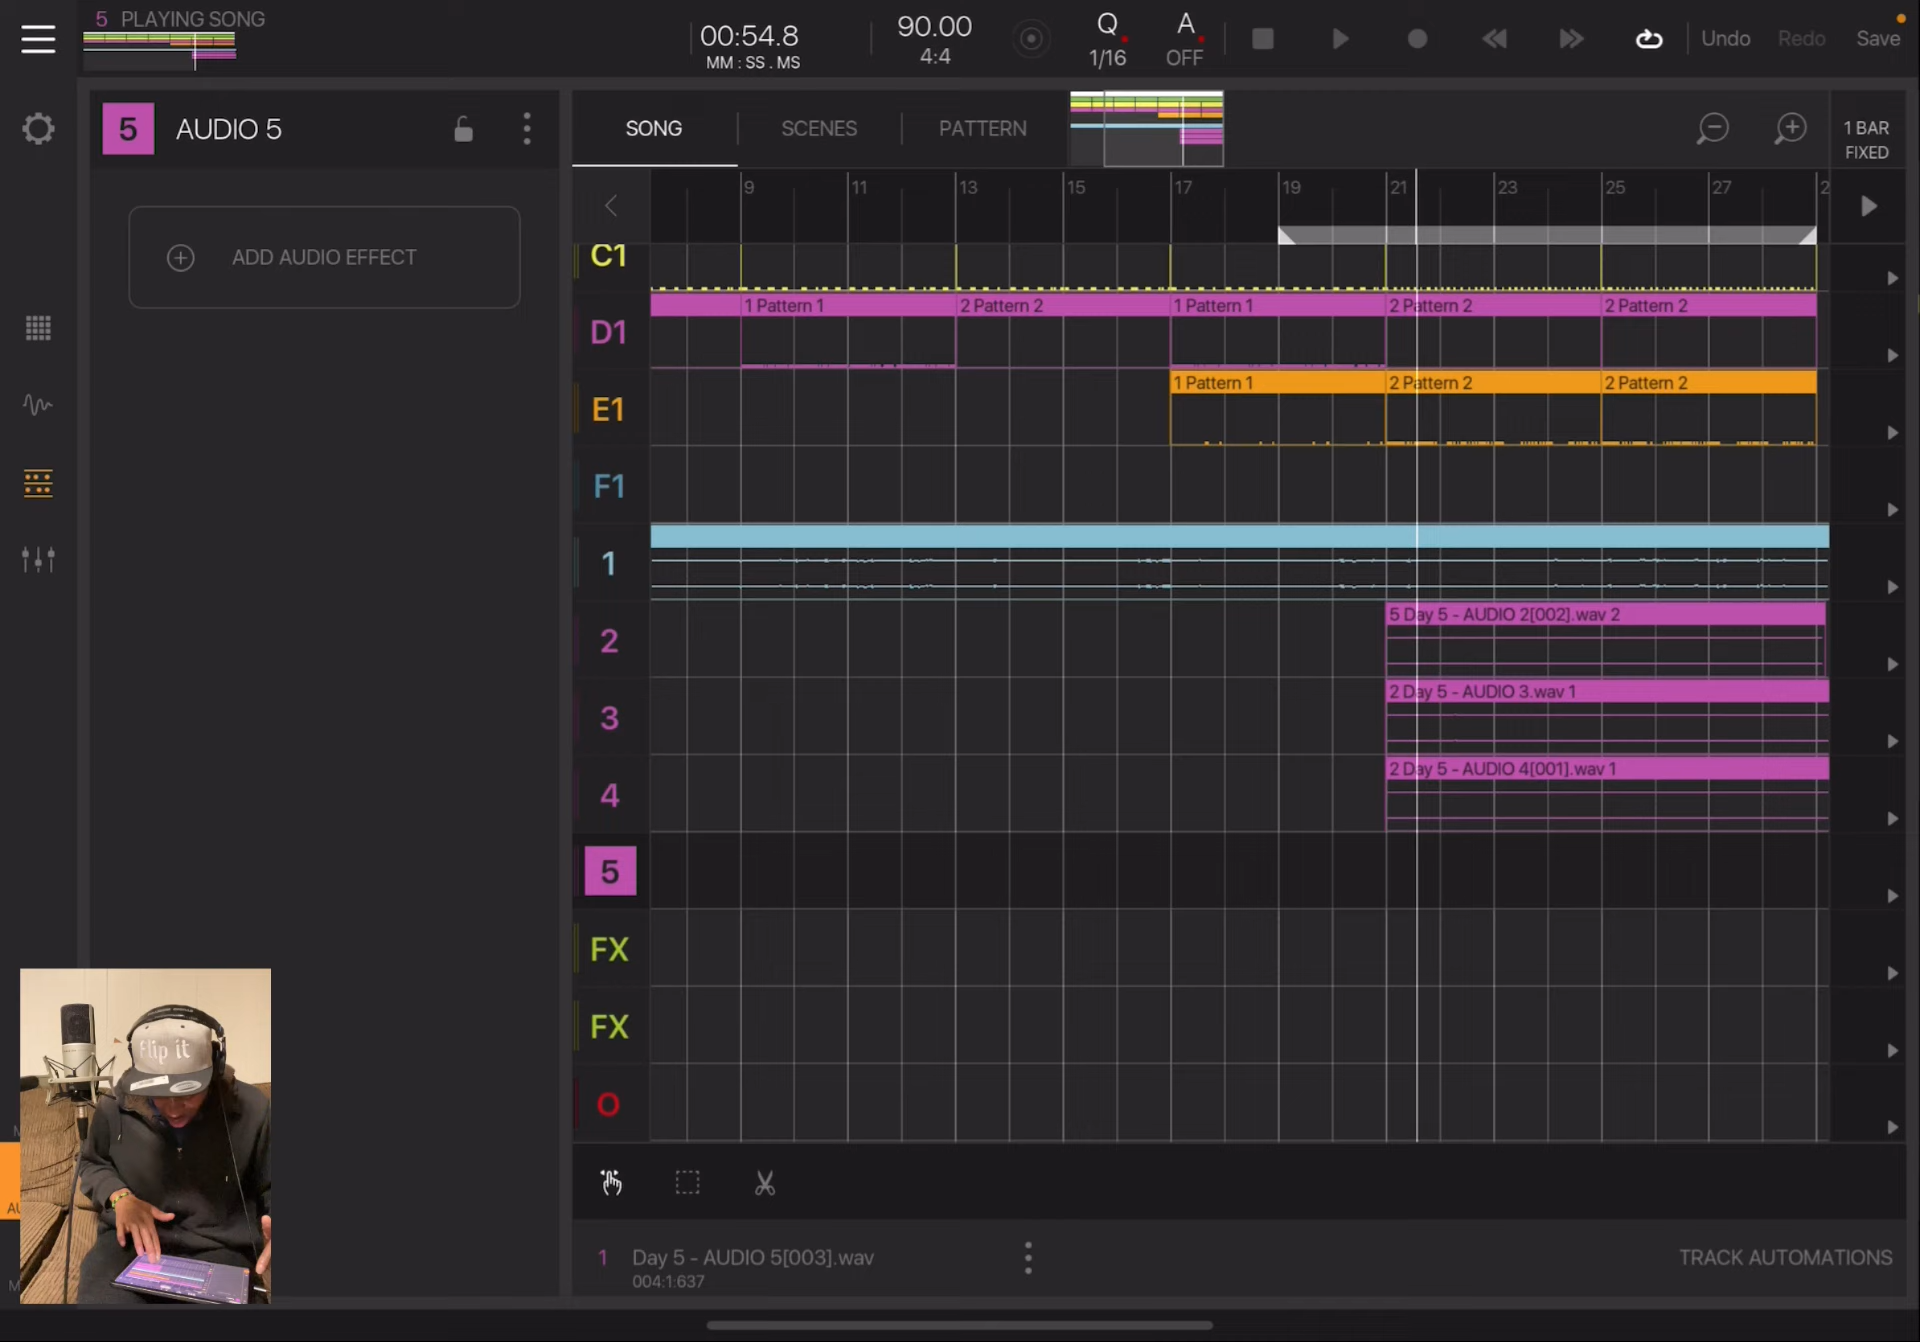 5 PLAYING SONG
00:54.8
MM : SS . MS
90.00
4:4
Q
1/16
A
OFF
Undo
Redo
Save
5 AUDIO 5
ADD AUDIO EFFECT
SONG
SCENES
PATTERN
1 BAR
FIXED
9 11 13 15 17 19 21 23 25 27 2
C1
D1
1 Pattern 1
2 Pattern 2
1 Pattern 1
2 Pattern 2
2 Pattern 2
E1
1 Pattern 1
2 Pattern 2
2 Pattern 2
F1
1
2
5 Day 5 - AUDIO 2[002].wav 2
3
2 Day 5 - AUDIO 3.wav 1
4
2 Day 5 - AUDIO 4[001].wav 1
5
FX
FX
O
Flip it
1 Day 5 - AUDIO 5[003].wav
004:1:637
TRACK AUTOMATIONS